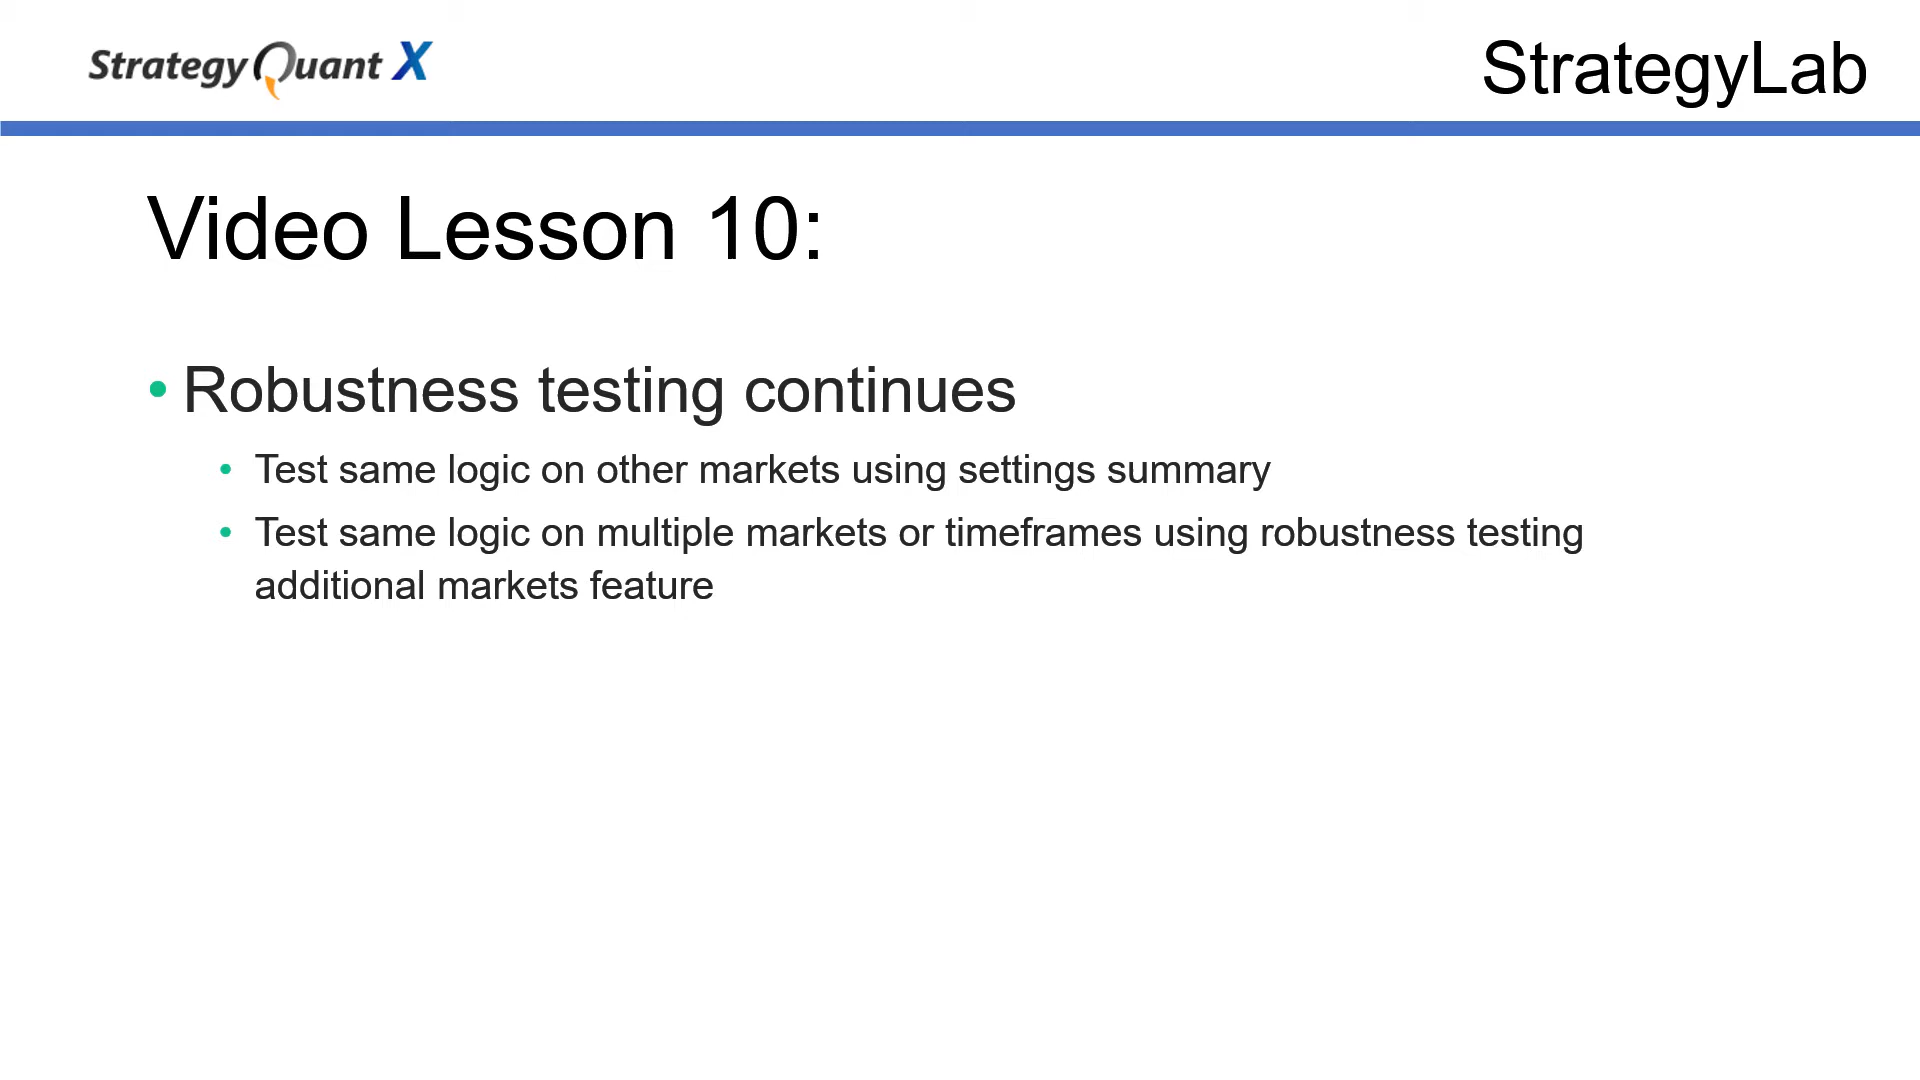 StrategyQuant X
StrategyLab
Video Lesson 10:
• Robustness testing continues
• Test same logic on other markets using settings summary
• Test same logic on multiple markets or timeframes using robustness testing
additional markets feature